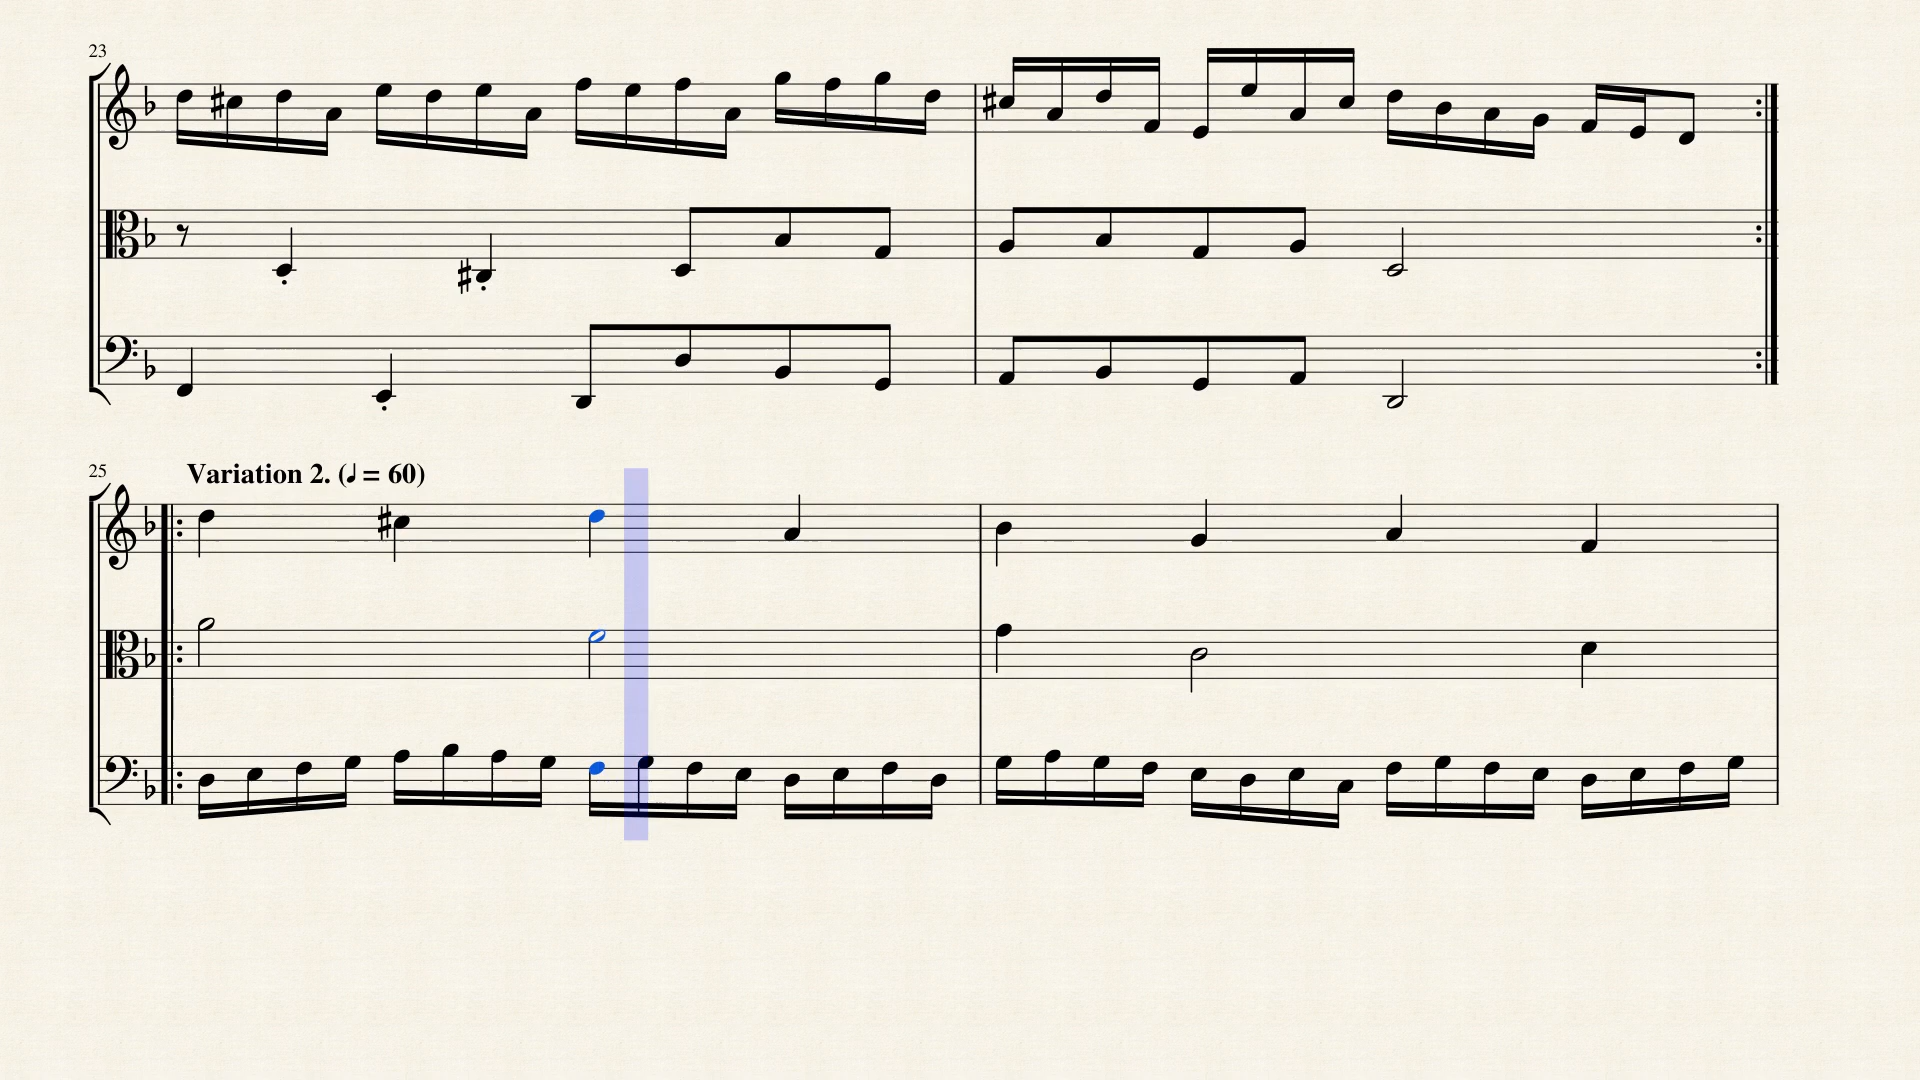 23
25
Variation 2. (♩ = 60)